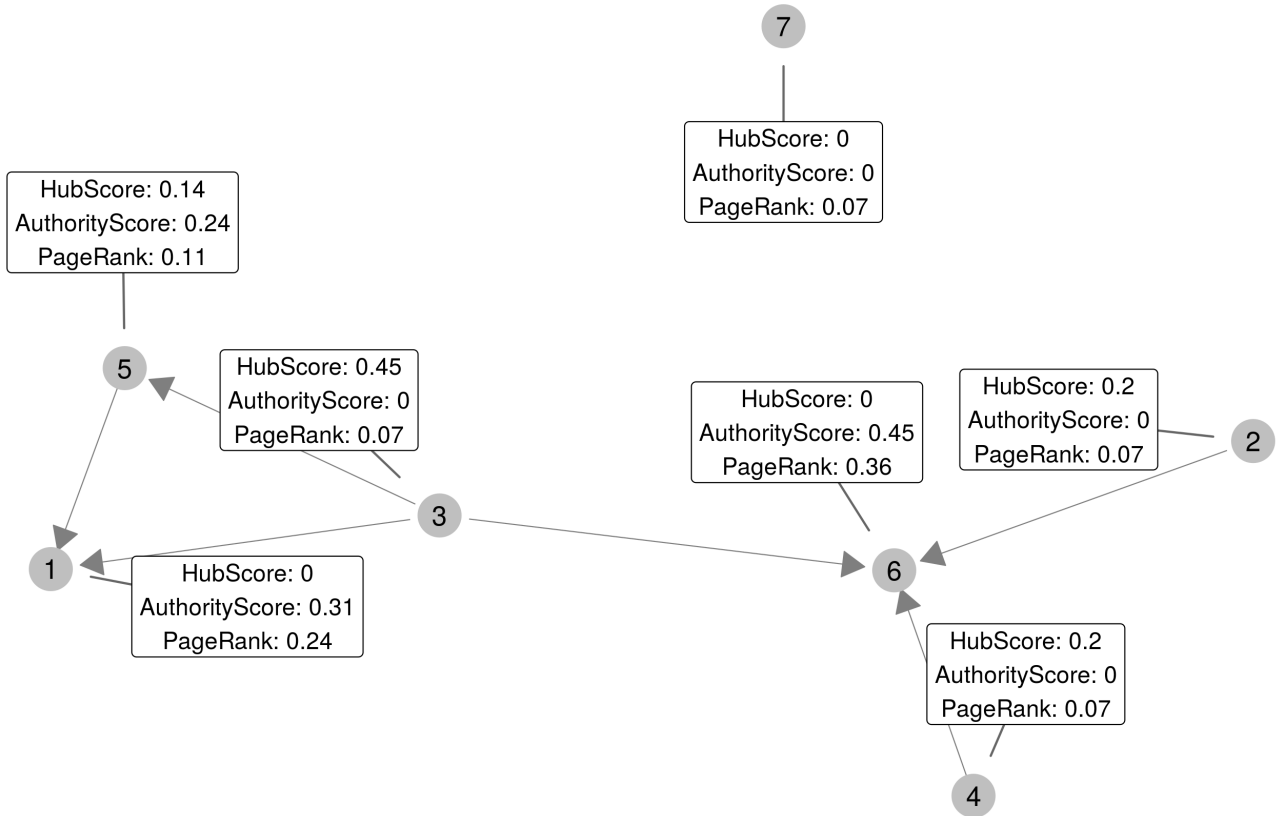 7
HubScore: 0
AuthorityScore: 0
PageRank: 0.07
HubScore: 0.14
AuthorityScore: 0.24
PageRank: 0.11
5
HubScore: 0.45
AuthorityScore: 0
PageRank: 0.07
HubScore: 0
AuthorityScore: 0.45
PageRank: 0.36
HubScore: 0.2
AuthorityScore: 0
PageRank: 0.07
2
3
1
HubScore: 0
AuthorityScore: 0.31
PageRank: 0.24
6
HubScore: 0.2
AuthorityScore: 0
PageRank: 0.07
4